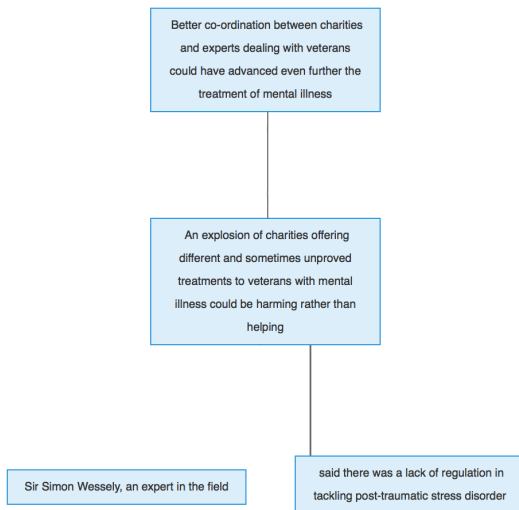 Better co-ordination between charities
and experts dealing with veterans
could have advanced even further the
treatment of mental illness
An explosion of charities offering
different and sometimes unproved
treatments to veterans with mental
illness could be harming rather than
helping
Sir Simon Wessely, an expert in the field
said there was a lack of regulation in
tackling post-traumatic stress disorder